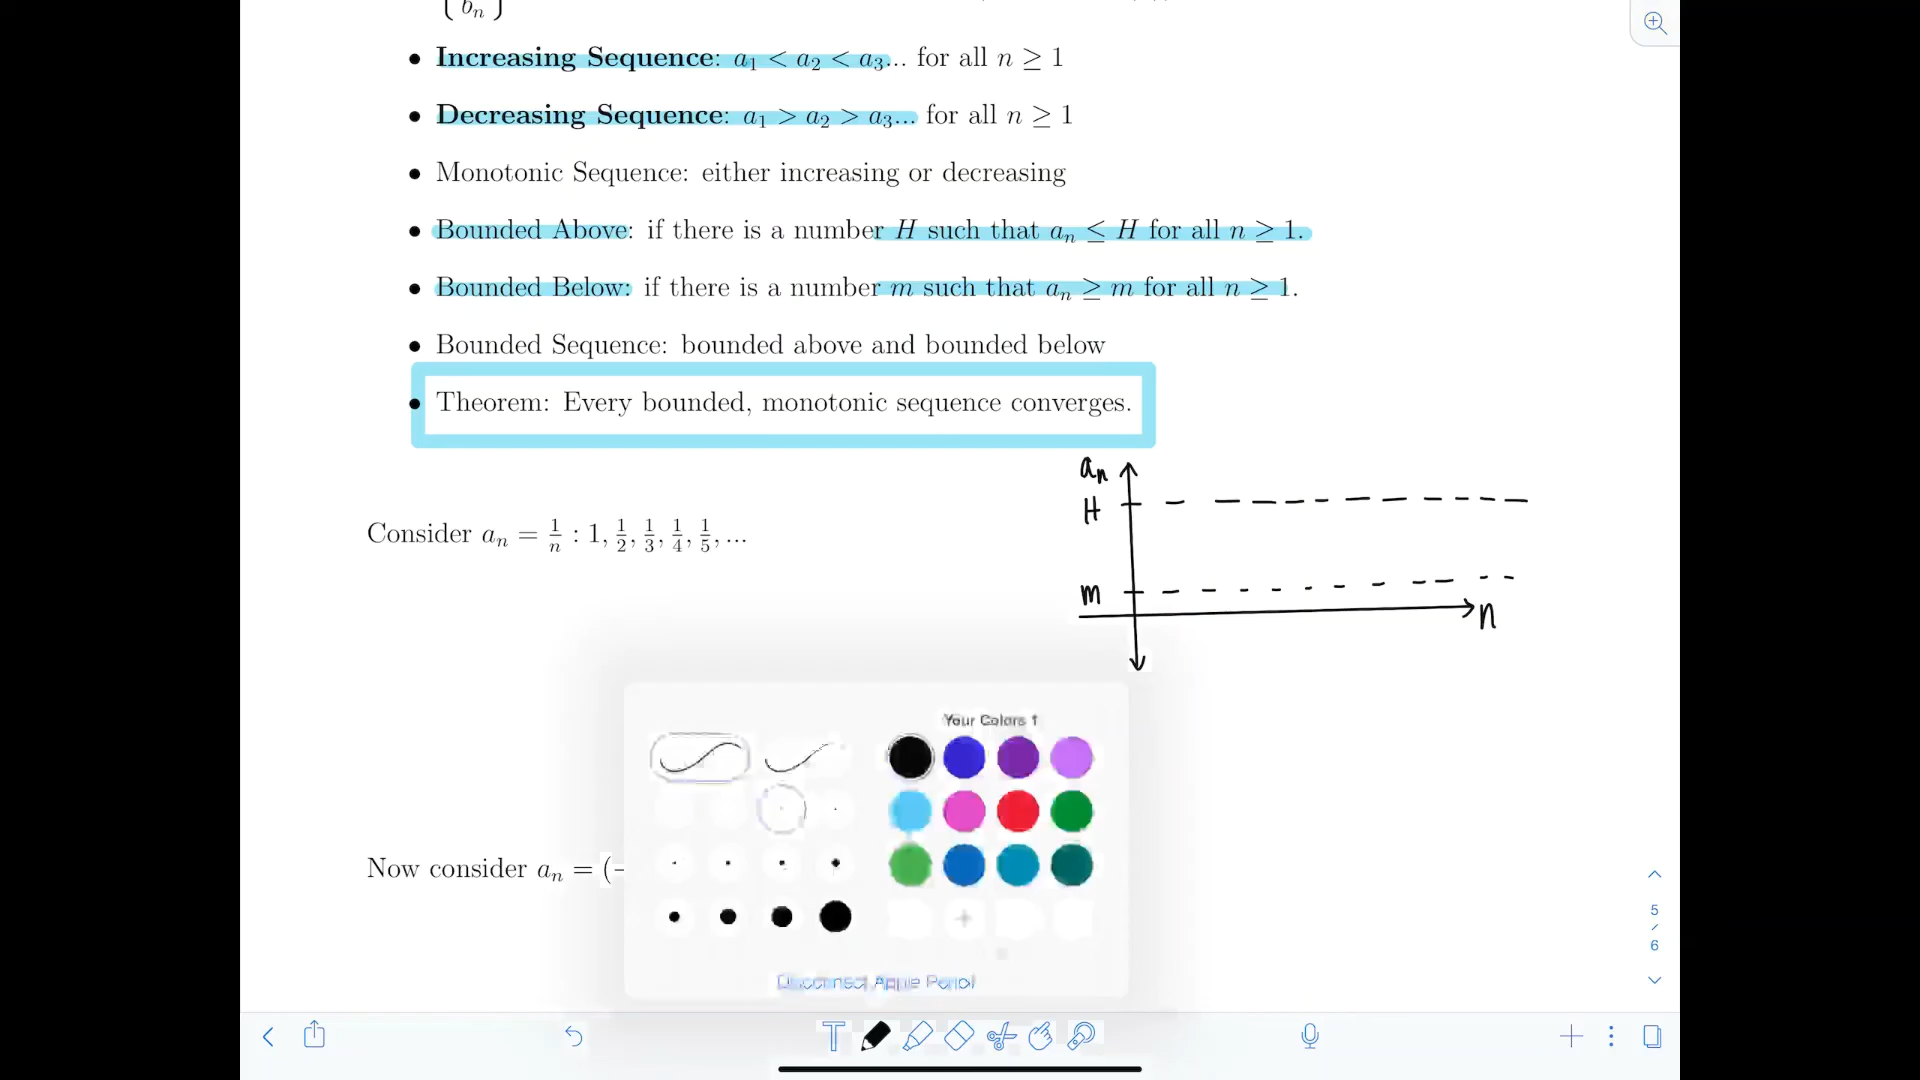 { bₙ }
• Increasing Sequence: a₁ < a₂ < a₃... for all n ≥ 1
• Decreasing Sequence: a₁ > a₂ > a₃... for all n ≥ 1
• Monotonic Sequence: either increasing or decreasing
• Bounded Above: if there is a number H such that aₙ ≤ H for all n ≥ 1.
• Bounded Below: if there is a number m such that aₙ ≥ m for all n ≥ 1.
• Bounded Sequence: bounded above and bounded below
• Theorem: Every bounded, monotonic sequence converges.
aₙ
H
Consider aₙ = 1/n : 1, 1/2, 1/3, 1/4, 1/5, ...
m
n
Your Colors 1
Now consider aₙ = (-
5
/
6
Disconnect Apple Pencil